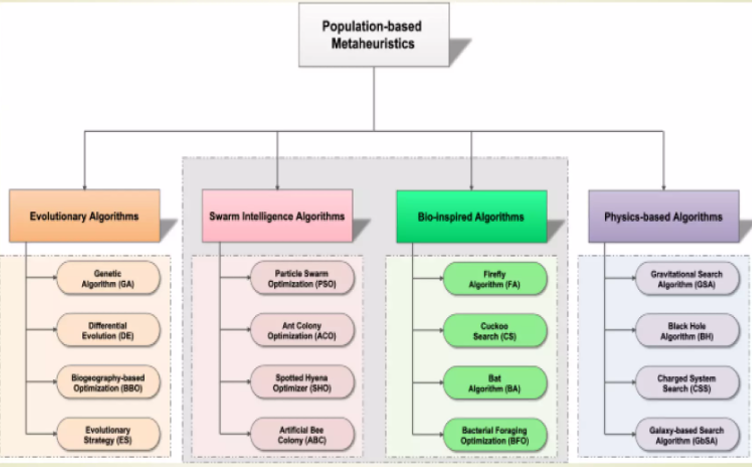 Population-based
Metaheuristics
Evolutionary Algorithms
Swarm Intelligence Algorithms
Bio-inspired Algorithms
Physics-based Algorithms
Genetic
Algorithm (GA)
Differential
Evolution (DE)
Biogeography-based
Optimization (BBO)
Evolutionary
Strategy (ES)
Particle Swarm
Optimization (PSO)
Ant Colony
Optimization (ACO)
Spotted Hyena
Optimizer (SHO)
Artificial Bee
Colony (ABC)
Firefly
Algorithm (FA)
Cuckoo
Search (CS)
Bat
Algorithm (BA)
Bacterial Foraging
Optimization (BFO)
Gravitational Search
Algorithm (GSA)
Black Hole
Algorithm (BH)
Charged System
Search (CSS)
Galaxy-based Search
Algorithm (GbSA)